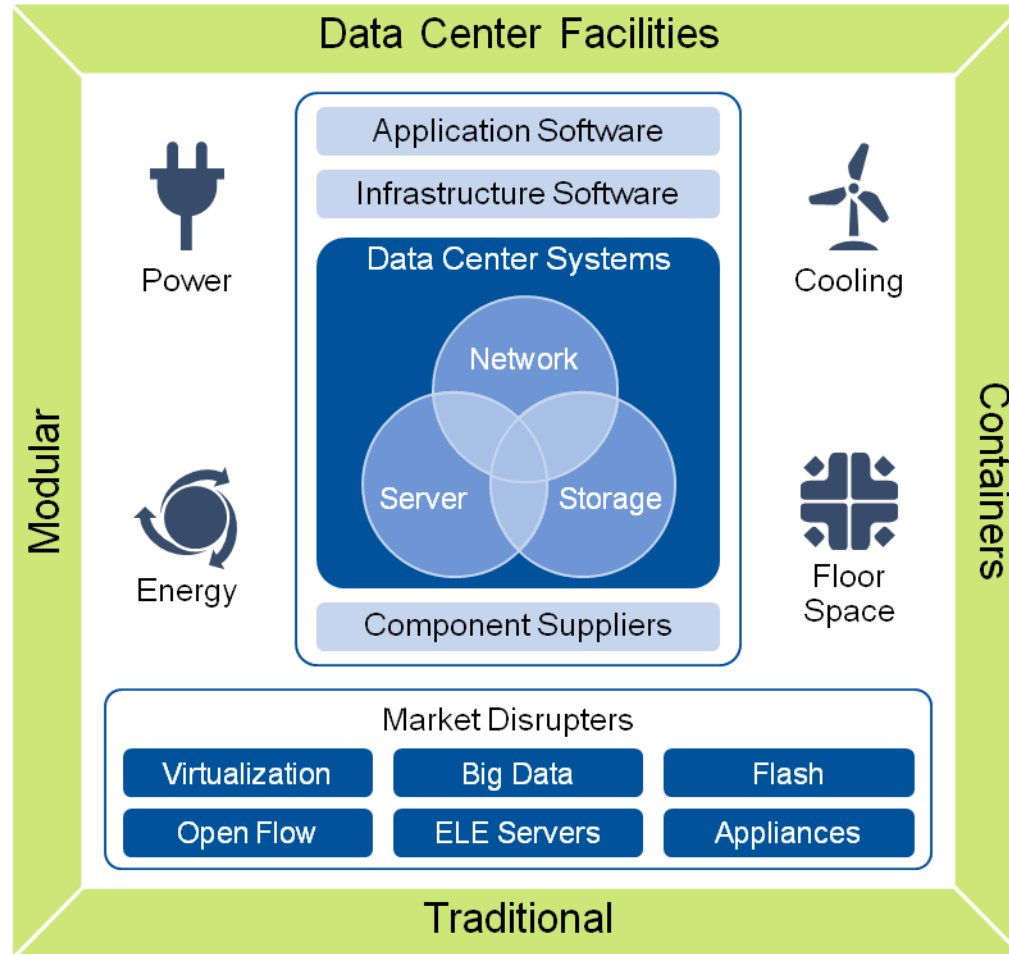 Data Center Facilities
Application Software
Infrastructure Software
Power
Cooling
Data Center Systems
Network
Server
Storage
Modular
Containers
Energy
Floor
Space
Component Suppliers
Market Disrupters
Virtualization
Big Data
Flash
Open Flow
ELE Servers
Appliances
Traditional